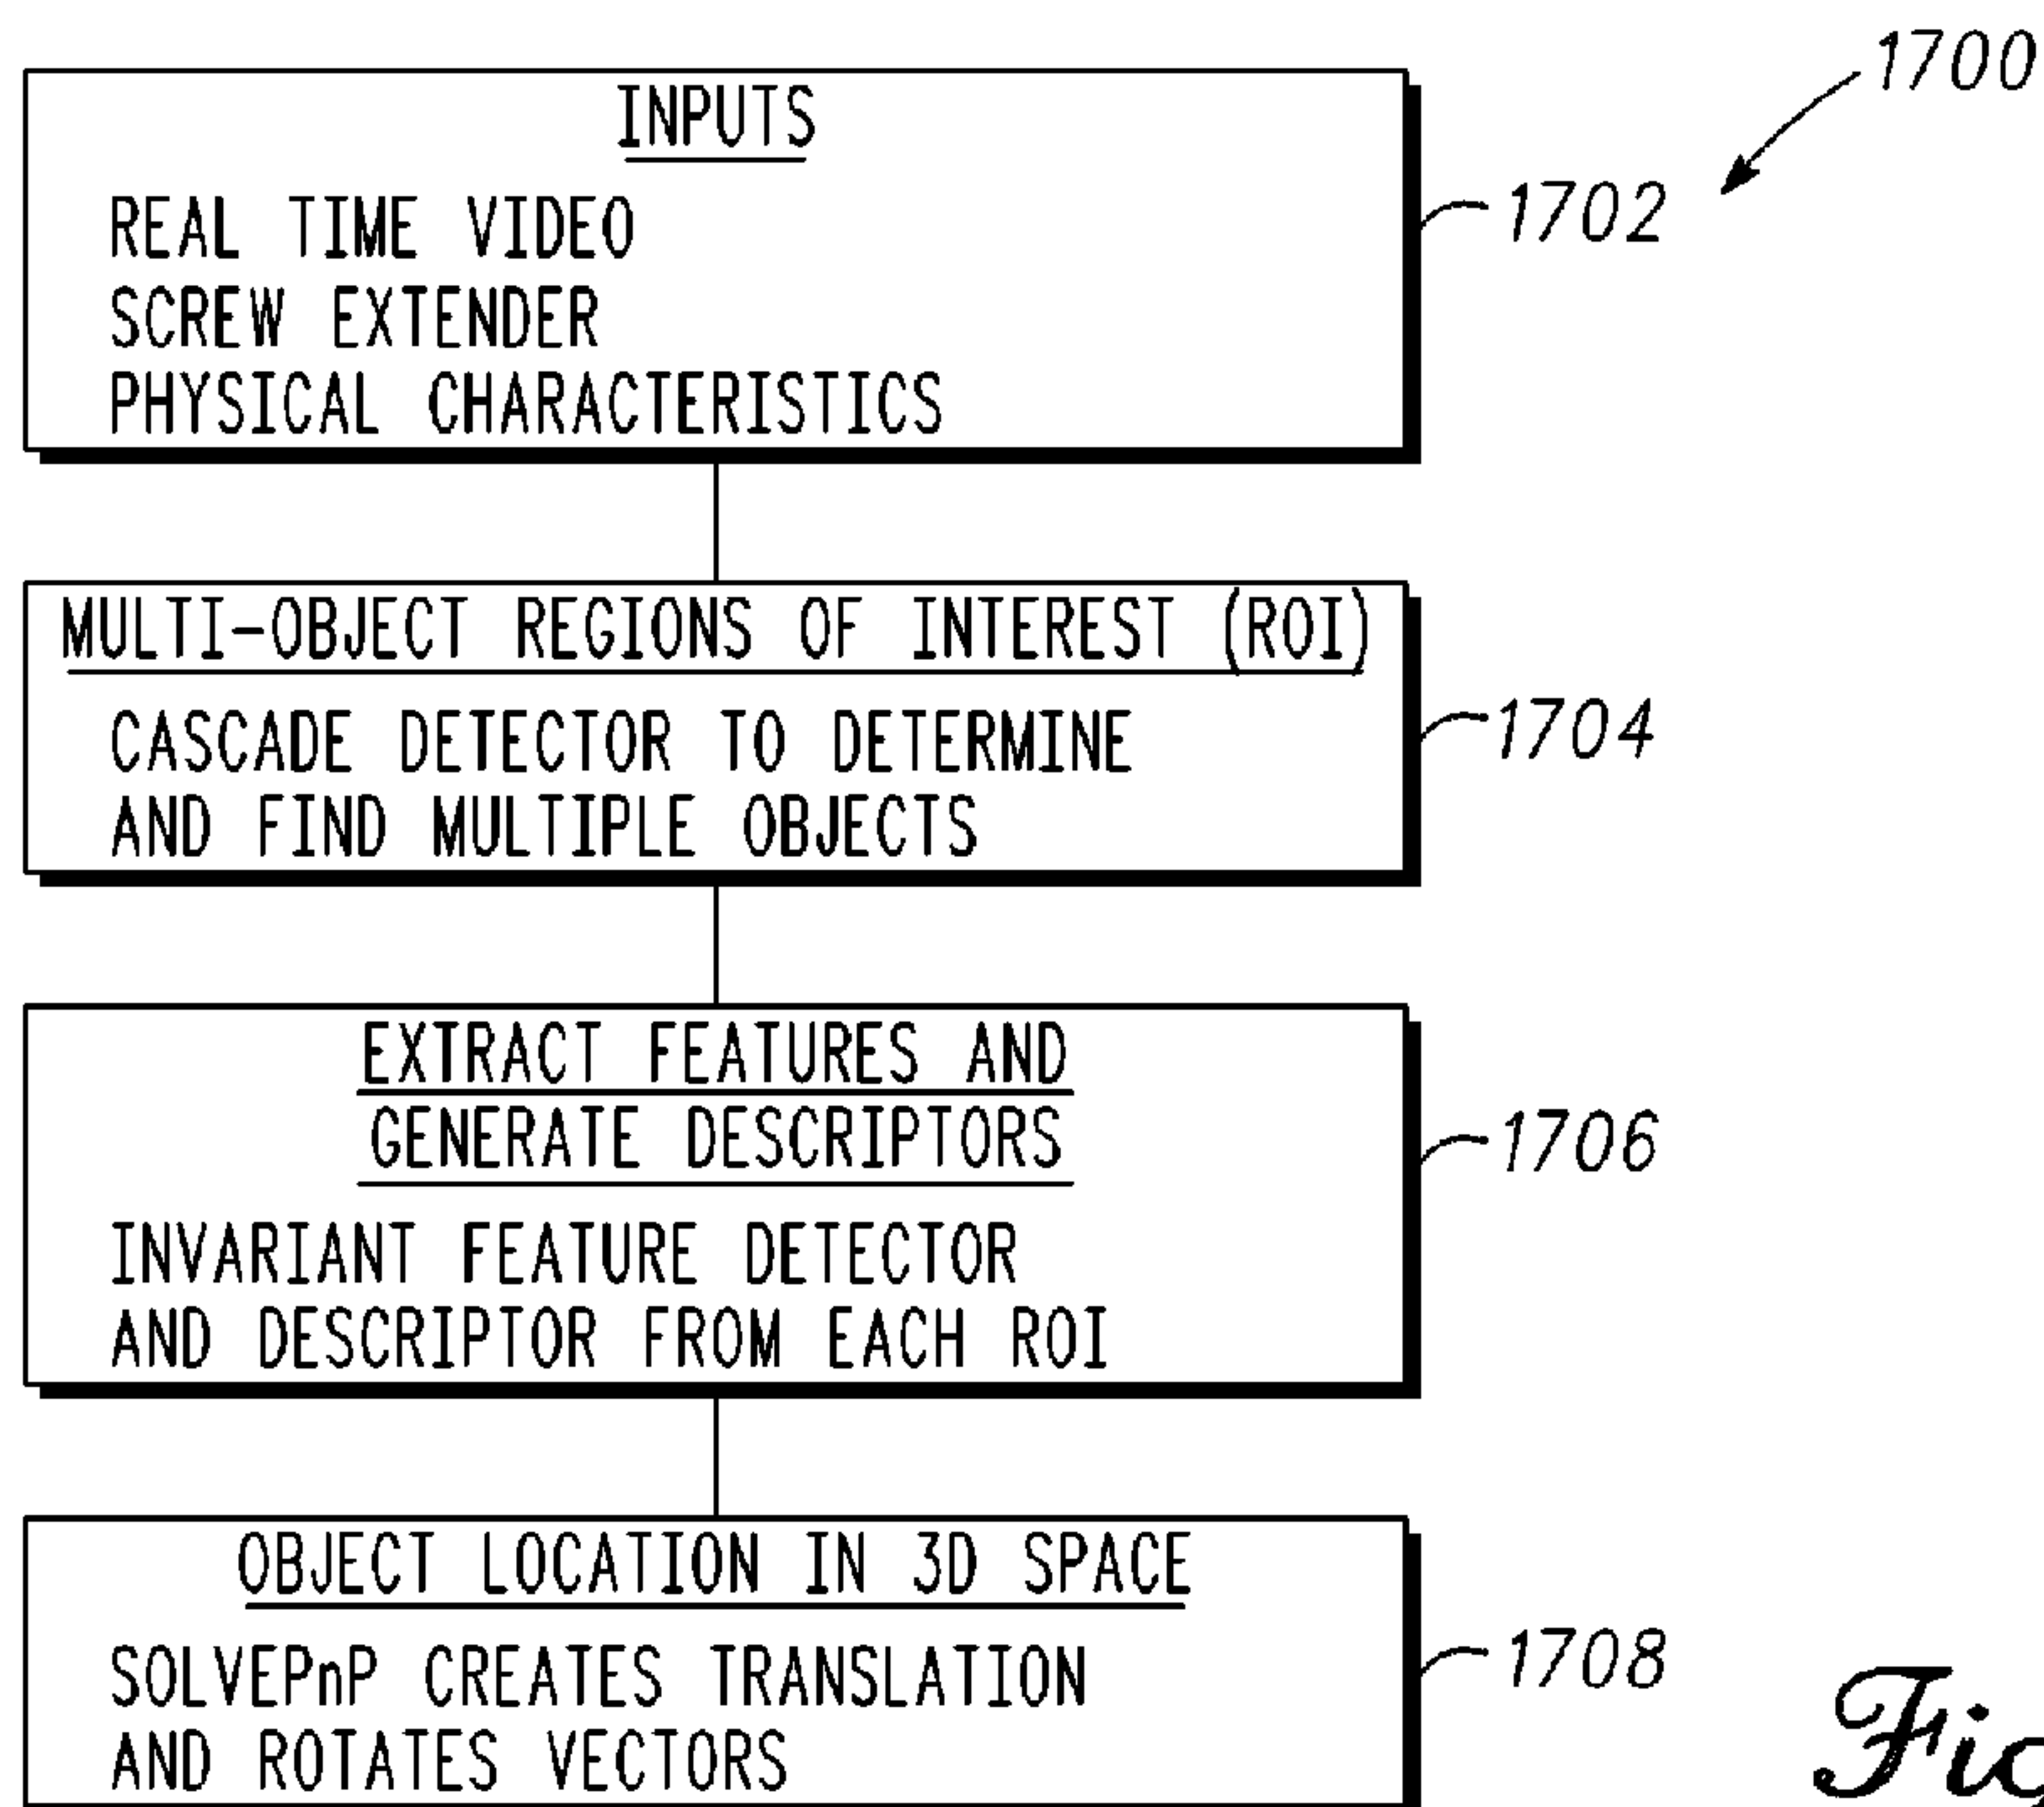 1700
INPUTS
REAL TIME VIDEO
SCREW EXTENDER
PHYSICAL CHARACTERISTICS
1702
MULTI-OBJECT REGIONS OF INTEREST (ROI)
CASCADE DETECTOR TO DETERMINE
AND FIND MULTIPLE OBJECTS
1704
EXTRACT FEATURES AND
GENERATE DESCRIPTORS
INVARIANT FEATURE DETECTOR
AND DESCRIPTOR FROM EACH ROI
1706
OBJECT LOCATION IN 3D SPACE
SOLVEPnP CREATES TRANSLATION
AND ROTATES VECTORS
1708